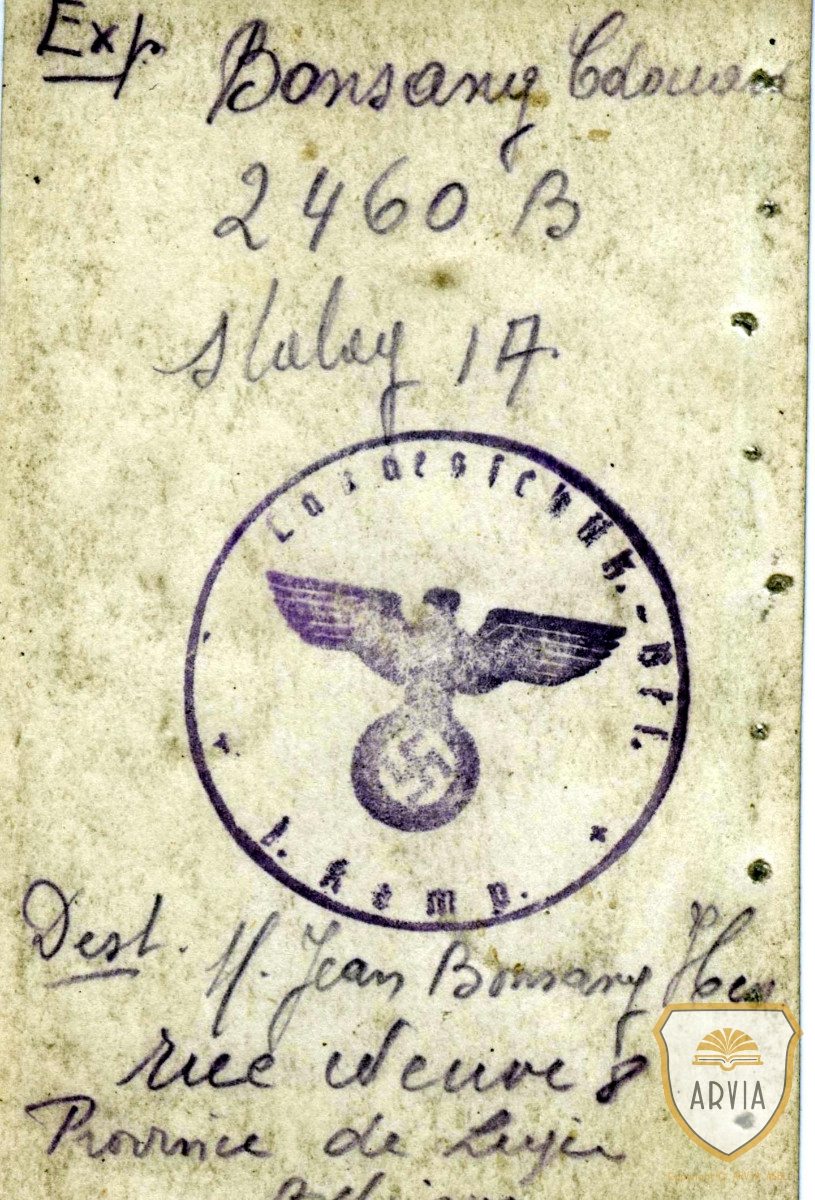 Exp Bonsang Edouard
2460 B
stalag 17
Landesschütz.-Btl.
1. Komp.
Dest. M. Jean Bonsang
rue Neuve 8
Province de Liège
ARVIA